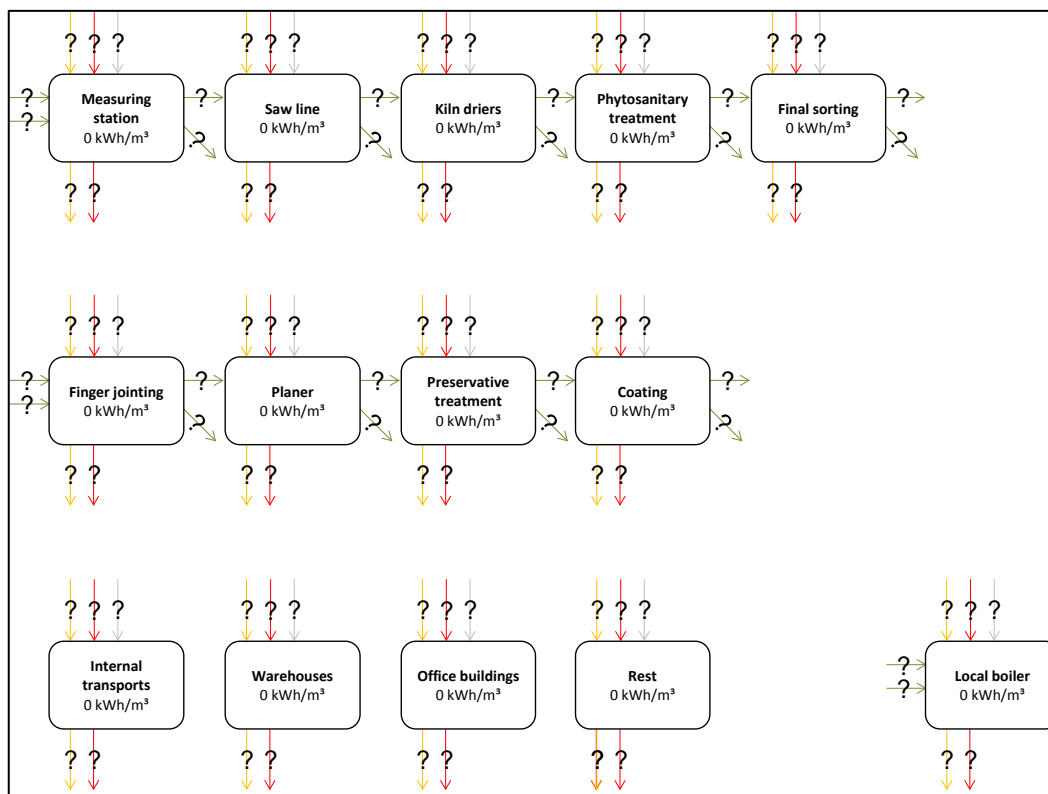 ? ? ?
? ? ?
? ? ?
? ? ?
? ? ?
?
?
Measuring
station
0 kWh/m³
?
?
Saw line
0 kWh/m³
?
?
Kiln driers
0 kWh/m³
?
?
Phytosanitary
treatment
0 kWh/m³
?
?
Final sorting
0 kWh/m³
?
?
? ?
? ?
? ?
? ?
? ?
? ? ?
? ? ?
? ? ?
? ? ?
?
?
Finger jointing
0 kWh/m³
?
?
Planer
0 kWh/m³
?
?
Preservative
treatment
0 kWh/m³
?
?
Coating
0 kWh/m³
?
?
? ?
? ?
? ?
? ?
? ? ?
? ? ?
? ? ?
? ? ?
? ? ?
Internal
transports
0 kWh/m³
Warehouses
0 kWh/m³
Office buildings
0 kWh/m³
Rest
0 kWh/m³
?
?
Local boiler
0 kWh/m³
? ?
? ?
? ?
? ?
? ?